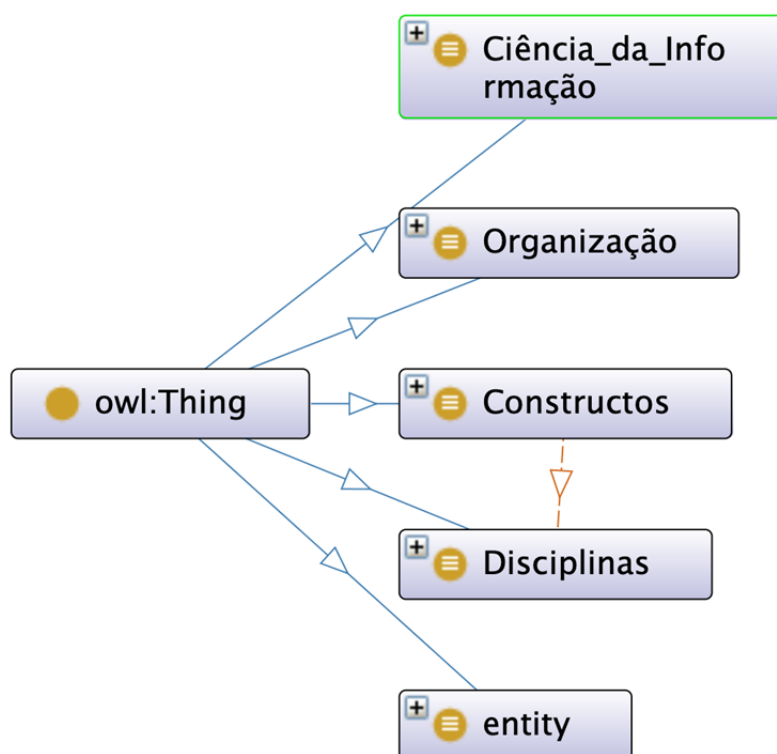 Ciência_da_Info
rmação
Organização
owl:Thing
Constructos
Disciplinas
entity